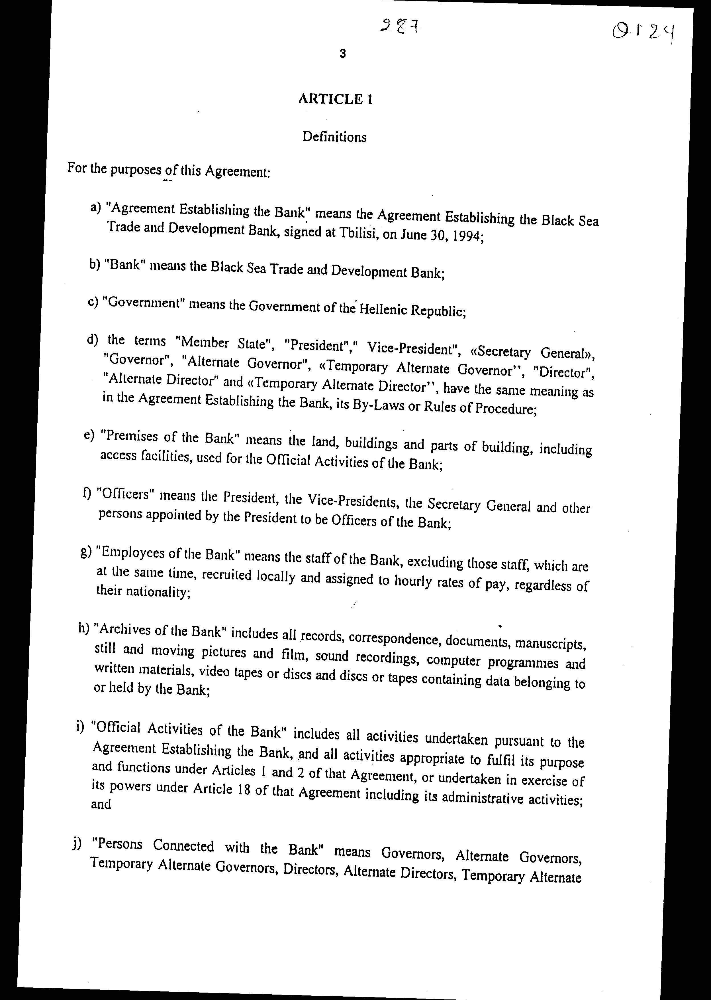 987
0124
3
ARTICLE 1
Definitions
For the purposes of this Agreement:
a) "Agreement Establishing the Bank" means the Agreement Establishing the Black Sea
Trade and Development Bank, signed at Tbilisi, on June 30, 1994;
b) "Bank" means the Black Sea Trade and Development Bank;
c) "Government" means the Government of the Hellenic Republic;
d) the terms "Member State", "President"," Vice-President", «Secretary General»,
"Governor", "Alternate Governor", «Temporary Alternate Governor’’, "Director",
"Alternate Director" and «Temporary Alternate Director’’, have the same meaning as
in the Agreement Establishing the Bank, its By-Laws or Rules of Procedure;
e) "Premises of the Bank" means the land, buildings and parts of building, including
access facilities, used for the Official Activities of the Bank;
f) "Officers" means the President, the Vice-Presidents, the Secretary General and other
persons appointed by the President to be Officers of the Bank;
g) "Employees of the Bank" means the staff of the Bank, excluding those staff, which are
at the same time, recruited locally and assigned to hourly rates of pay, regardless of
their nationality;
h) "Archives of the Bank" includes all records, correspondence, documents, manuscripts,
still and moving pictures and film, sound recordings, computer programmes and
written materials, video tapes or discs and discs or tapes containing data belonging to
or held by the Bank;
i) "Official Activities of the Bank" includes all activities undertaken pursuant to the
Agreement Establishing the Bank, and all activities appropriate to fulfil its purpose
and functions under Articles 1 and 2 of that Agreement, or undertaken in exercise of
its powers under Article 18 of that Agreement including its administrative activities;
and
j) "Persons Connected with the Bank" means Governors, Alternate Governors,
Temporary Alternate Governors, Directors, Alternate Directors, Temporary Alternate